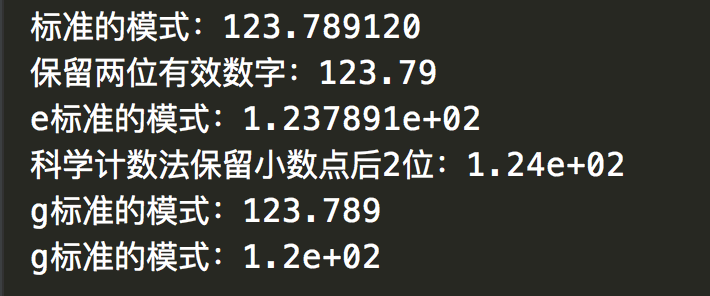 标准的模式：123.789120
保留两位有效数字：123.79
e标准的模式：1.237891e+02
科学计数法保留小数点后2位：1.24e+02
g标准的模式：123.789
g标准的模式：1.2e+02